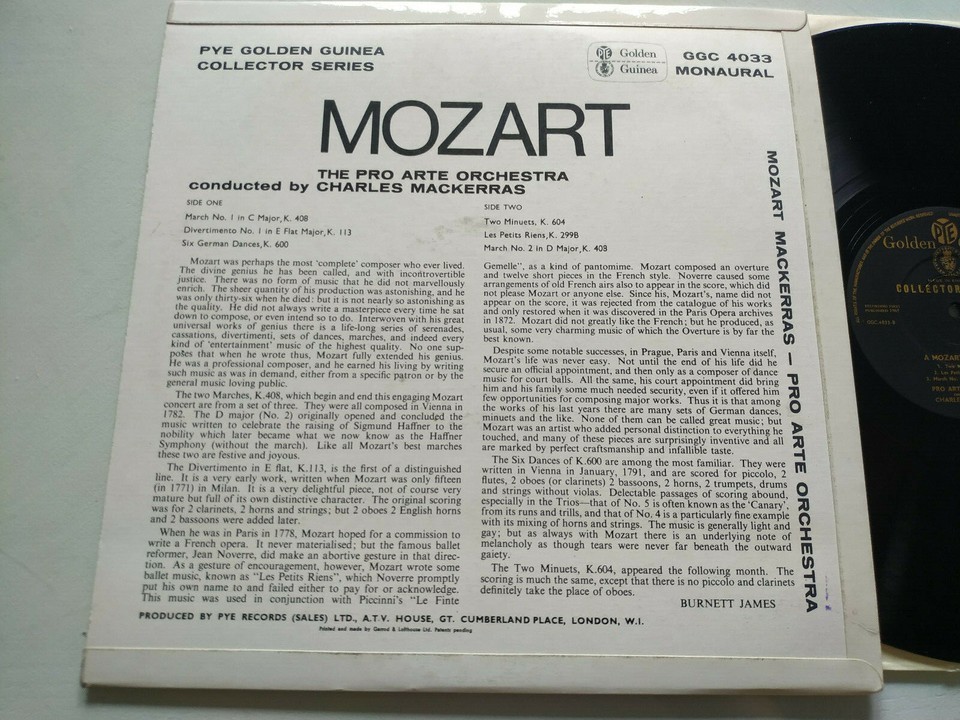 PYE GOLDEN GUINEA
COLLECTOR SERIES
PYE Golden
Guinea
GGC 4033
MONAURAL
MOZART
THE PRO ARTE ORCHESTRA
conducted by CHARLES MACKERRAS
SIDE ONE
March No. 1 in C Major, K. 408
Divertimento No. 1 in E Flat Major, K. 113
Six German Dances, K. 600
SIDE TWO
Two Minuets, K. 604
Les Petits Riens, K. 299B
March No. 2 in D Major, K. 408
Mozart was perhaps the most 'complete' composer who ever lived.
The divine genius he has been called, and with incontrovertible
justice. There was no form of music that he did not marvellously
enrich. The sheer quantity of his production was astonishing, and he
was only thirty-six when he died: but it is not nearly so astonishing as
the quality. He did not always write a masterpiece every time he sat
down to compose, or even intend so to do. Interwoven with his great
universal works of genius there is a life-long series of serenades,
cassations, divertimenti, sets of dances, marches, and indeed every
kind of 'entertainment' music of the highest quality. No one sup-
poses that when he wrote thus, Mozart fully extended his genius.
He was a professional composer, and he earned his living by writing
such music as was in demand, either from a specific patron or by the
general music loving public.
The two Marches, K.408, which begin and end this engaging Mozart
concert are from a set of three. They were all composed in Vienna in
1782. The D major (No. 2) originally opened and concluded the
music written to celebrate the raising of Sigmund Haffner to the
nobility which later became what we now know as the Haffner
Symphony (without the march). Like all Mozart's best marches
these two are festive and joyous.
The Divertimento in E flat, K.113, is the first of a distinguished
line. It is a very early work, written when Mozart was only fifteen
(in 1771) in Milan. It is a very delightful piece, not of course very
mature but full of its own distinctive character. The original scoring
was for 2 clarinets, 2 horns and strings; but 2 oboes 2 English horns
and 2 bassoons were added later.
When he was in Paris in 1778, Mozart hoped for a commission to
write a French opera. It never materialised; but the famous ballet
reformer, Jean Noverre, did make an abortive gesture in that direc-
tion. As a gesture of encouragement, however, Mozart wrote some
ballet music, known as "Les Petits Riens", which Noverre promptly
put his own name to and failed either to pay for or acknowledge.
This music was used in conjunction with Piccinni's "Le Finte
Gemelle", as a kind of pantomime. Mozart composed an overture
and twelve short pieces in the French style. Noverre caused some
arrangements of old French airs also to appear in the score, which did
not please Mozart or anyone else. Since his, Mozart's, name did not
appear on the score, it was rejected from the catalogue of his works
and only restored when it was discovered in the Paris Opera archives
in 1872. Mozart did not greatly like the French; but he produced, as
usual, some very charming music of which the Overture is by far the
best known.
Despite some notable successes, in Prague, Paris and Vienna itself,
Mozart's life was never easy. Not until the end of his life did he
secure an official appointment, and then only as a composer of dance
music for court balls. All the same, his court appointment did bring
him and his family some much needed security, even if it offered him
few opportunities for composing major works. Thus it is that among
the works of his last years there are many sets of German dances,
minuets and the like. None of them can be called great music; but
Mozart was an artist who added personal distinction to everything he
touched, and many of these pieces are surprisingly inventive and all
are marked by perfect craftsmanship and infallible taste.
The Six Dances of K.600 are among the most familiar. They were
written in Vienna in January, 1791, and are scored for piccolo, 2
flutes, 2 oboes (or clarinets) 2 bassoons, 2 horns, 2 trumpets, drums
and strings without violas. Delectable passages of scoring abound,
especially in the Trios—that of No. 5 is often known as the 'Canary',
from its runs and trills, and that of No. 4 is a particularly fine example
with its mixing of horns and strings. The music is generally light and
gay; but as always with Mozart there is an underlying note of
melancholy as though tears were never far beneath the outward
gaiety.
The Two Minuets, K.604, appeared the following month. The
scoring is much the same, except that there is no piccolo and clarinets
definitely take the place of oboes.
BURNETT JAMES
PRODUCED BY PYE RECORDS (SALES) LTD., A.T.V. HOUSE, GT. CUMBERLAND PLACE, LONDON, W.1.
Printed and made by Garrod & Lofthouse Ltd. Patents pending
MOZART MACKERRAS – PRO ARTE ORCHESTRA
Golden PYE
COLLECTOR
A MOZART
PRO ART
CHARLES